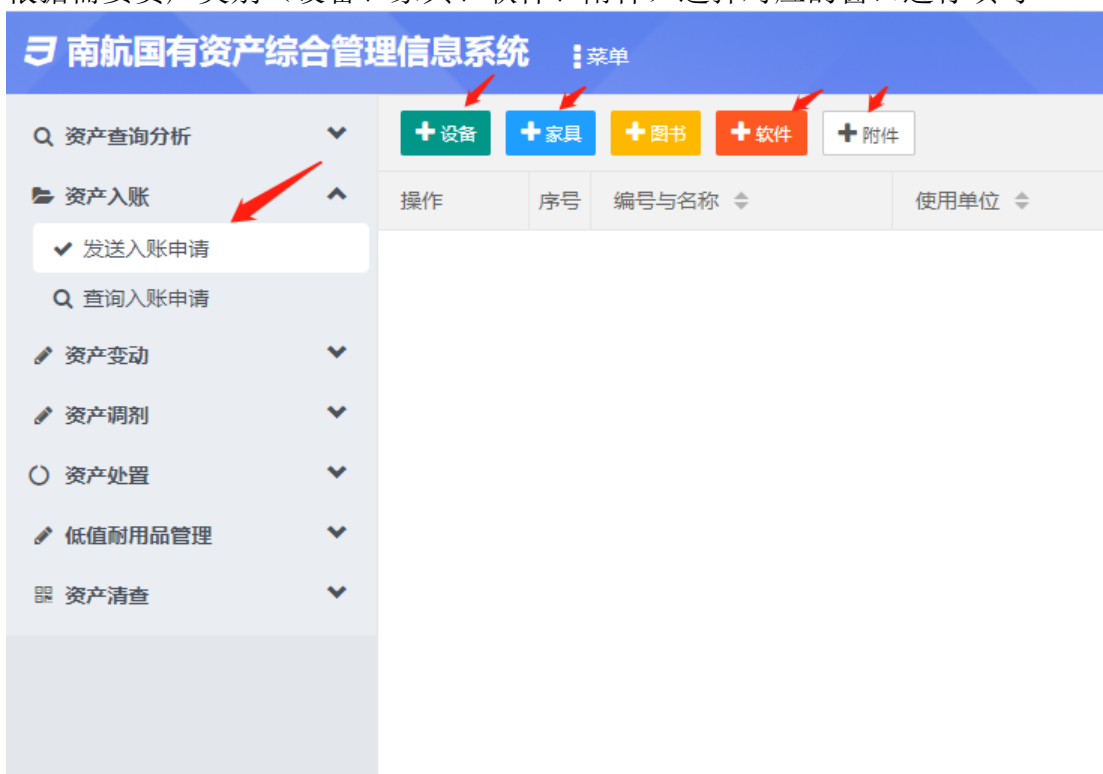 南航国有资产综合管理信息系统 菜单
资产查询分析
资产入账
发送入账申请
查询入账申请
资产变动
资产调剂
资产处置
低值耐用品管理
资产清查
设备 家具 图书 软件 附件
操作 序号 编号与名称 使用单位